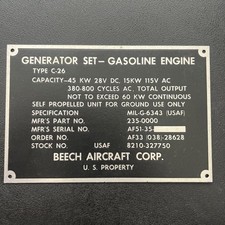 GENERATOR SET— GASOLINE ENGINE
TYPE C-26
CAPACITY—45 KW 28V DC, 15KW 115V AC
380-800 CYCLES AC, TOTAL OUTPUT
NOT TO EXCEED 60 KW CONTINUOUS
SELF PROPELLED UNIT FOR GROUND USE ONLY
SPECIFICATION MIL-G-6343 (USAF)
MFR'S PART NO. 235-0000
MFR'S SERIAL NO. AF51-35
ORDER NO. AF33 (038)-28628
STOCK NO. USAF 8210-327750
BEECH AIRCRAFT CORP.
U. S. PROPERTY